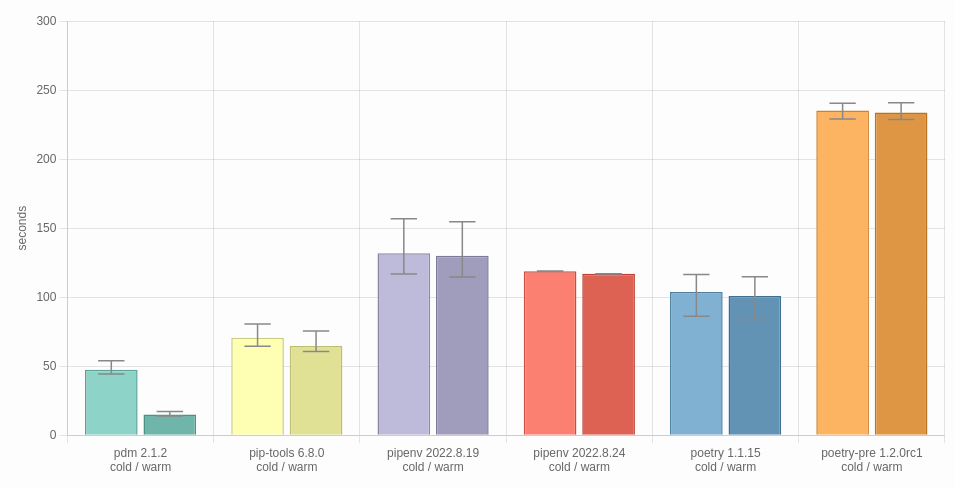 300
250
200
150
100
50
0
seconds
pdm 2.1.2
cold / warm
pip-tools 6.8.0
cold / warm
pipenv 2022.8.19
cold / warm
pipenv 2022.8.24
cold / warm
poetry 1.1.15
cold / warm
poetry-pre 1.2.0rc1
cold / warm